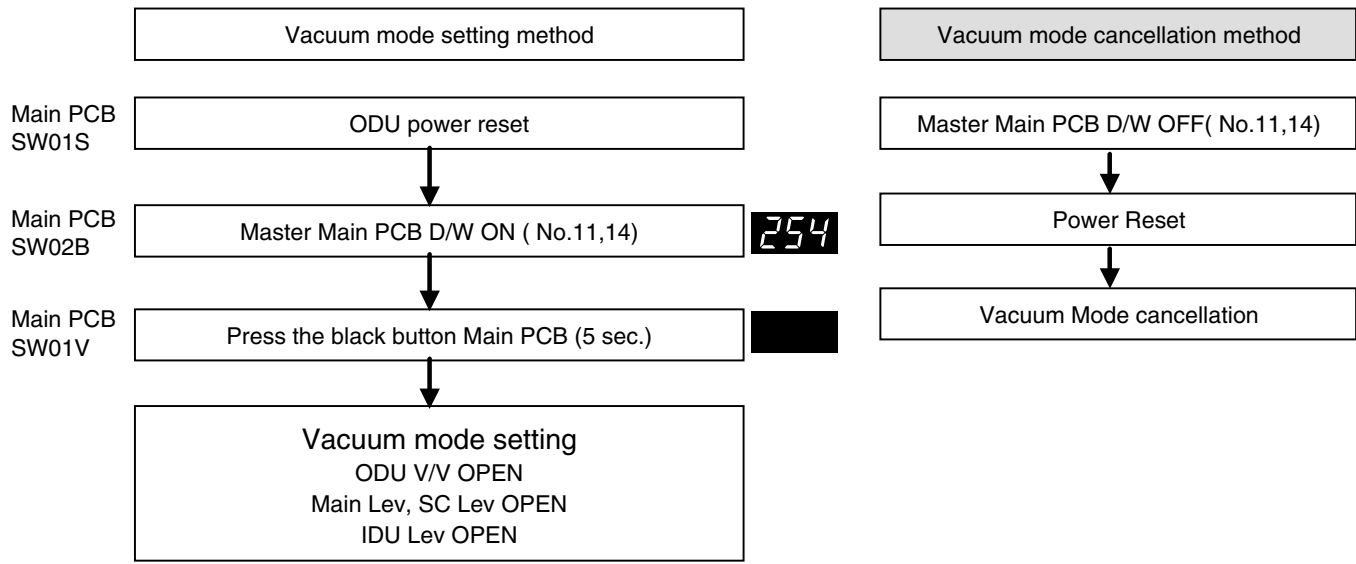 Vacuum mode setting method
Main PCB
SW01S
ODU power reset
Main PCB
SW02B
Master Main PCB D/W ON ( No.11,14)
254
Main PCB
SW01V
Press the black button Main PCB (5 sec.)
Vacuum mode setting
ODU V/V OPEN
Main Lev, SC Lev OPEN
IDU Lev OPEN
Vacuum mode cancellation method
Master Main PCB D/W OFF( No.11,14)
Power Reset
Vacuum Mode cancellation